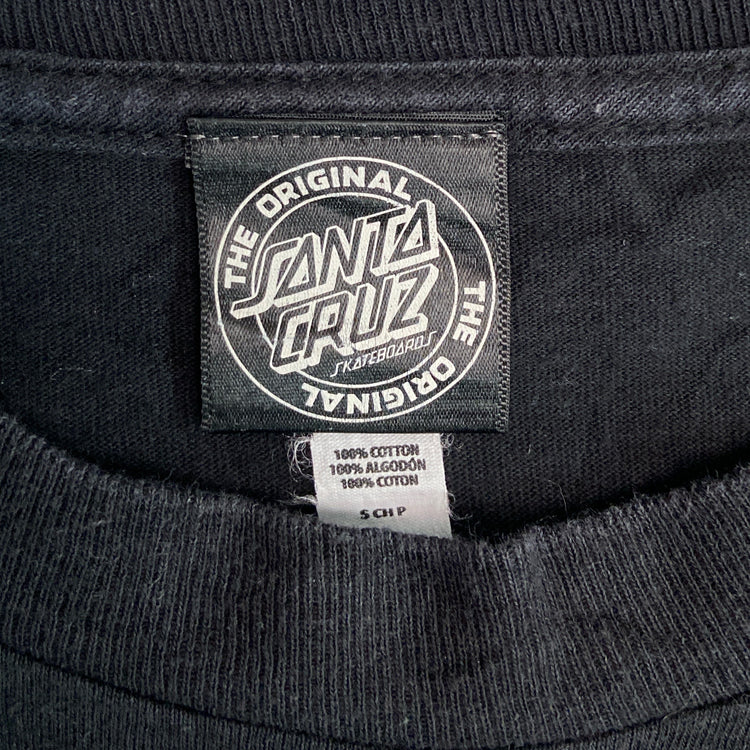 THE ORIGINAL
SANTA
CRUZ
SKATEBOARDS
THE ORIGINAL
100% COTTON
100% ALGODÓN
100% COTON
S CH P